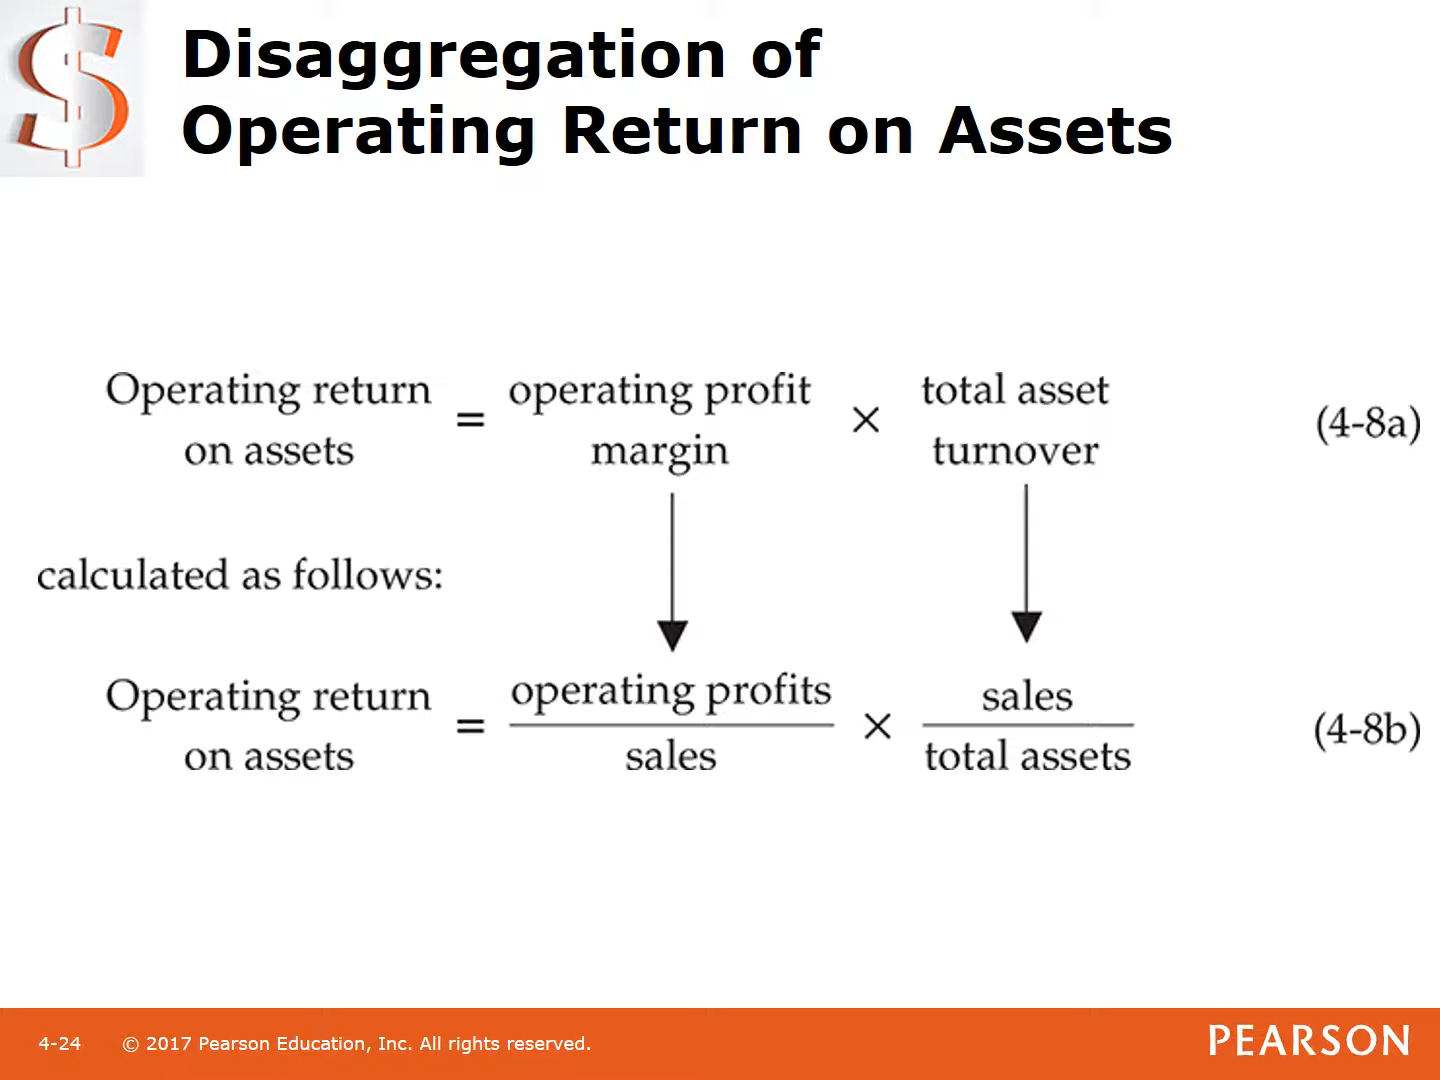 Disaggregation of
Operating Return on Assets
Operating return on assets = operating profit margin × total asset turnover (4-8a)
calculated as follows:
Operating return on assets = operating profits / sales × sales / total assets (4-8b)
4-24 © 2017 Pearson Education, Inc. All rights reserved. PEARSON